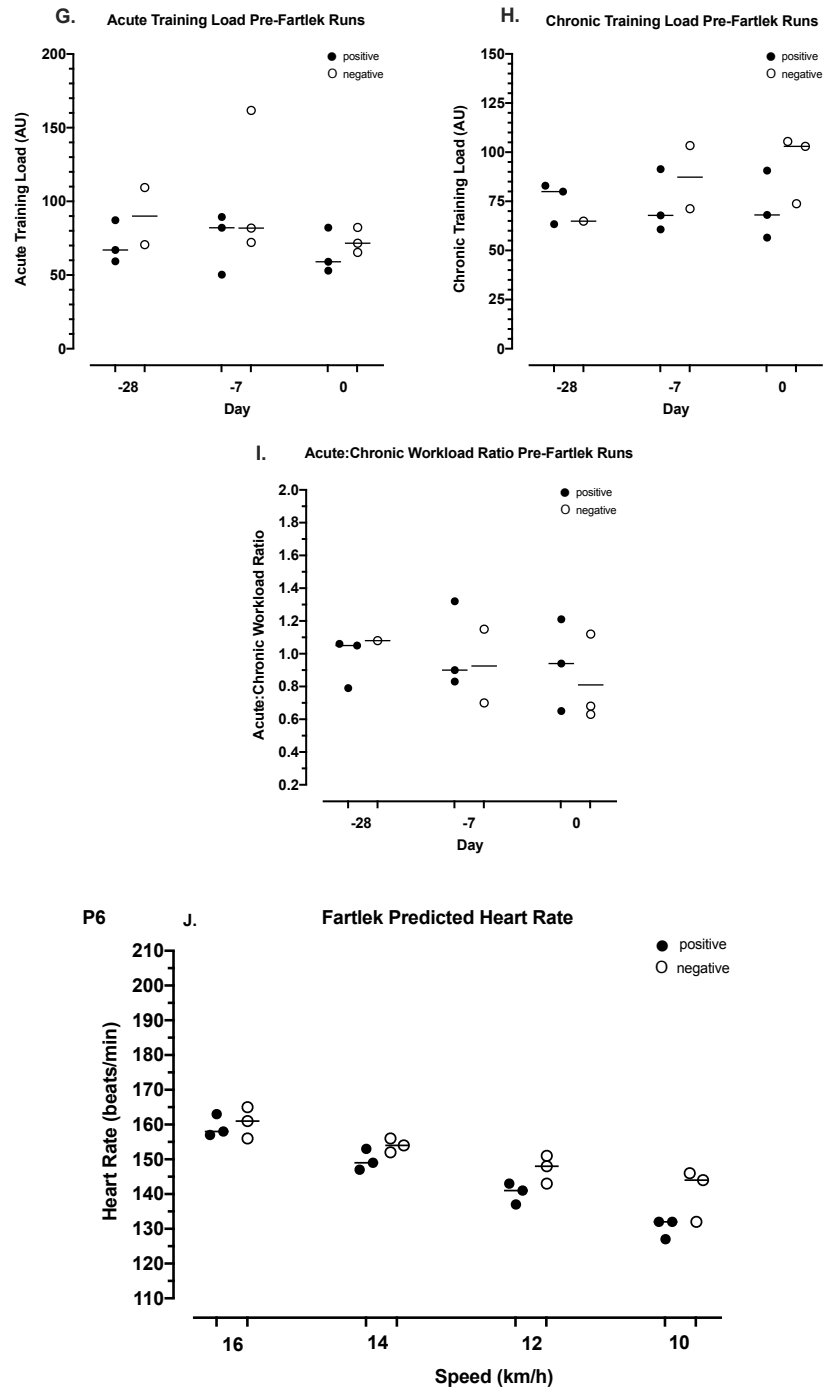 G. Acute Training Load Pre-Fartlek Runs
positive
negative
Acute Training Load (AU)
200
150
100
50
0
-28 -7 0
Day
H. Chronic Training Load Pre-Fartlek Runs
positive
negative
Chronic Training Load (AU)
150
125
100
75
50
25
0
-28 -7 0
Day
I. Acute:Chronic Workload Ratio Pre-Fartlek Runs
positive
negative
Acute:Chronic Workload Ratio
2.0
1.8
1.6
1.4
1.2
1.0
0.8
0.6
0.4
0.2
-28 -7 0
Day
P6 J. Fartlek Predicted Heart Rate
positive
negative
Heart Rate (beats/min)
210
200
190
180
170
160
150
140
130
120
110
16 14 12 10
Speed (km/h)